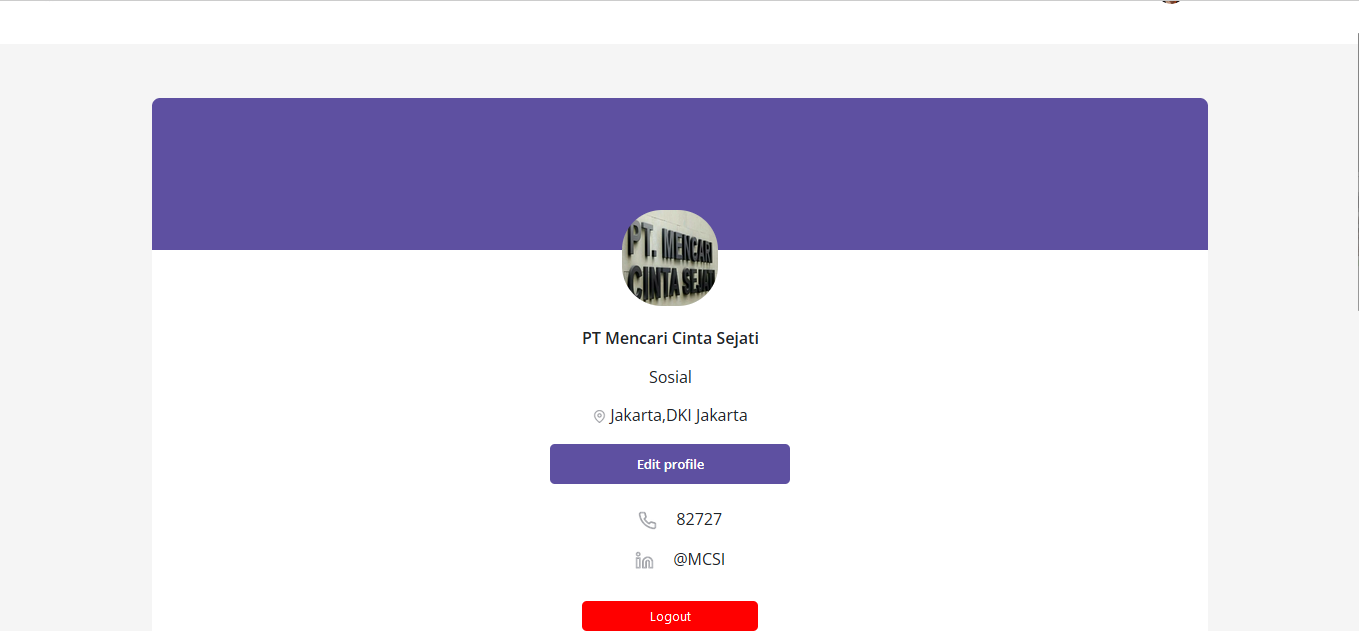 PT. MENCARI
CINTA SEJATI
PT Mencari Cinta Sejati
Sosial
Jakarta,DKI Jakarta
Edit profile
82727
@MCSI
Logout